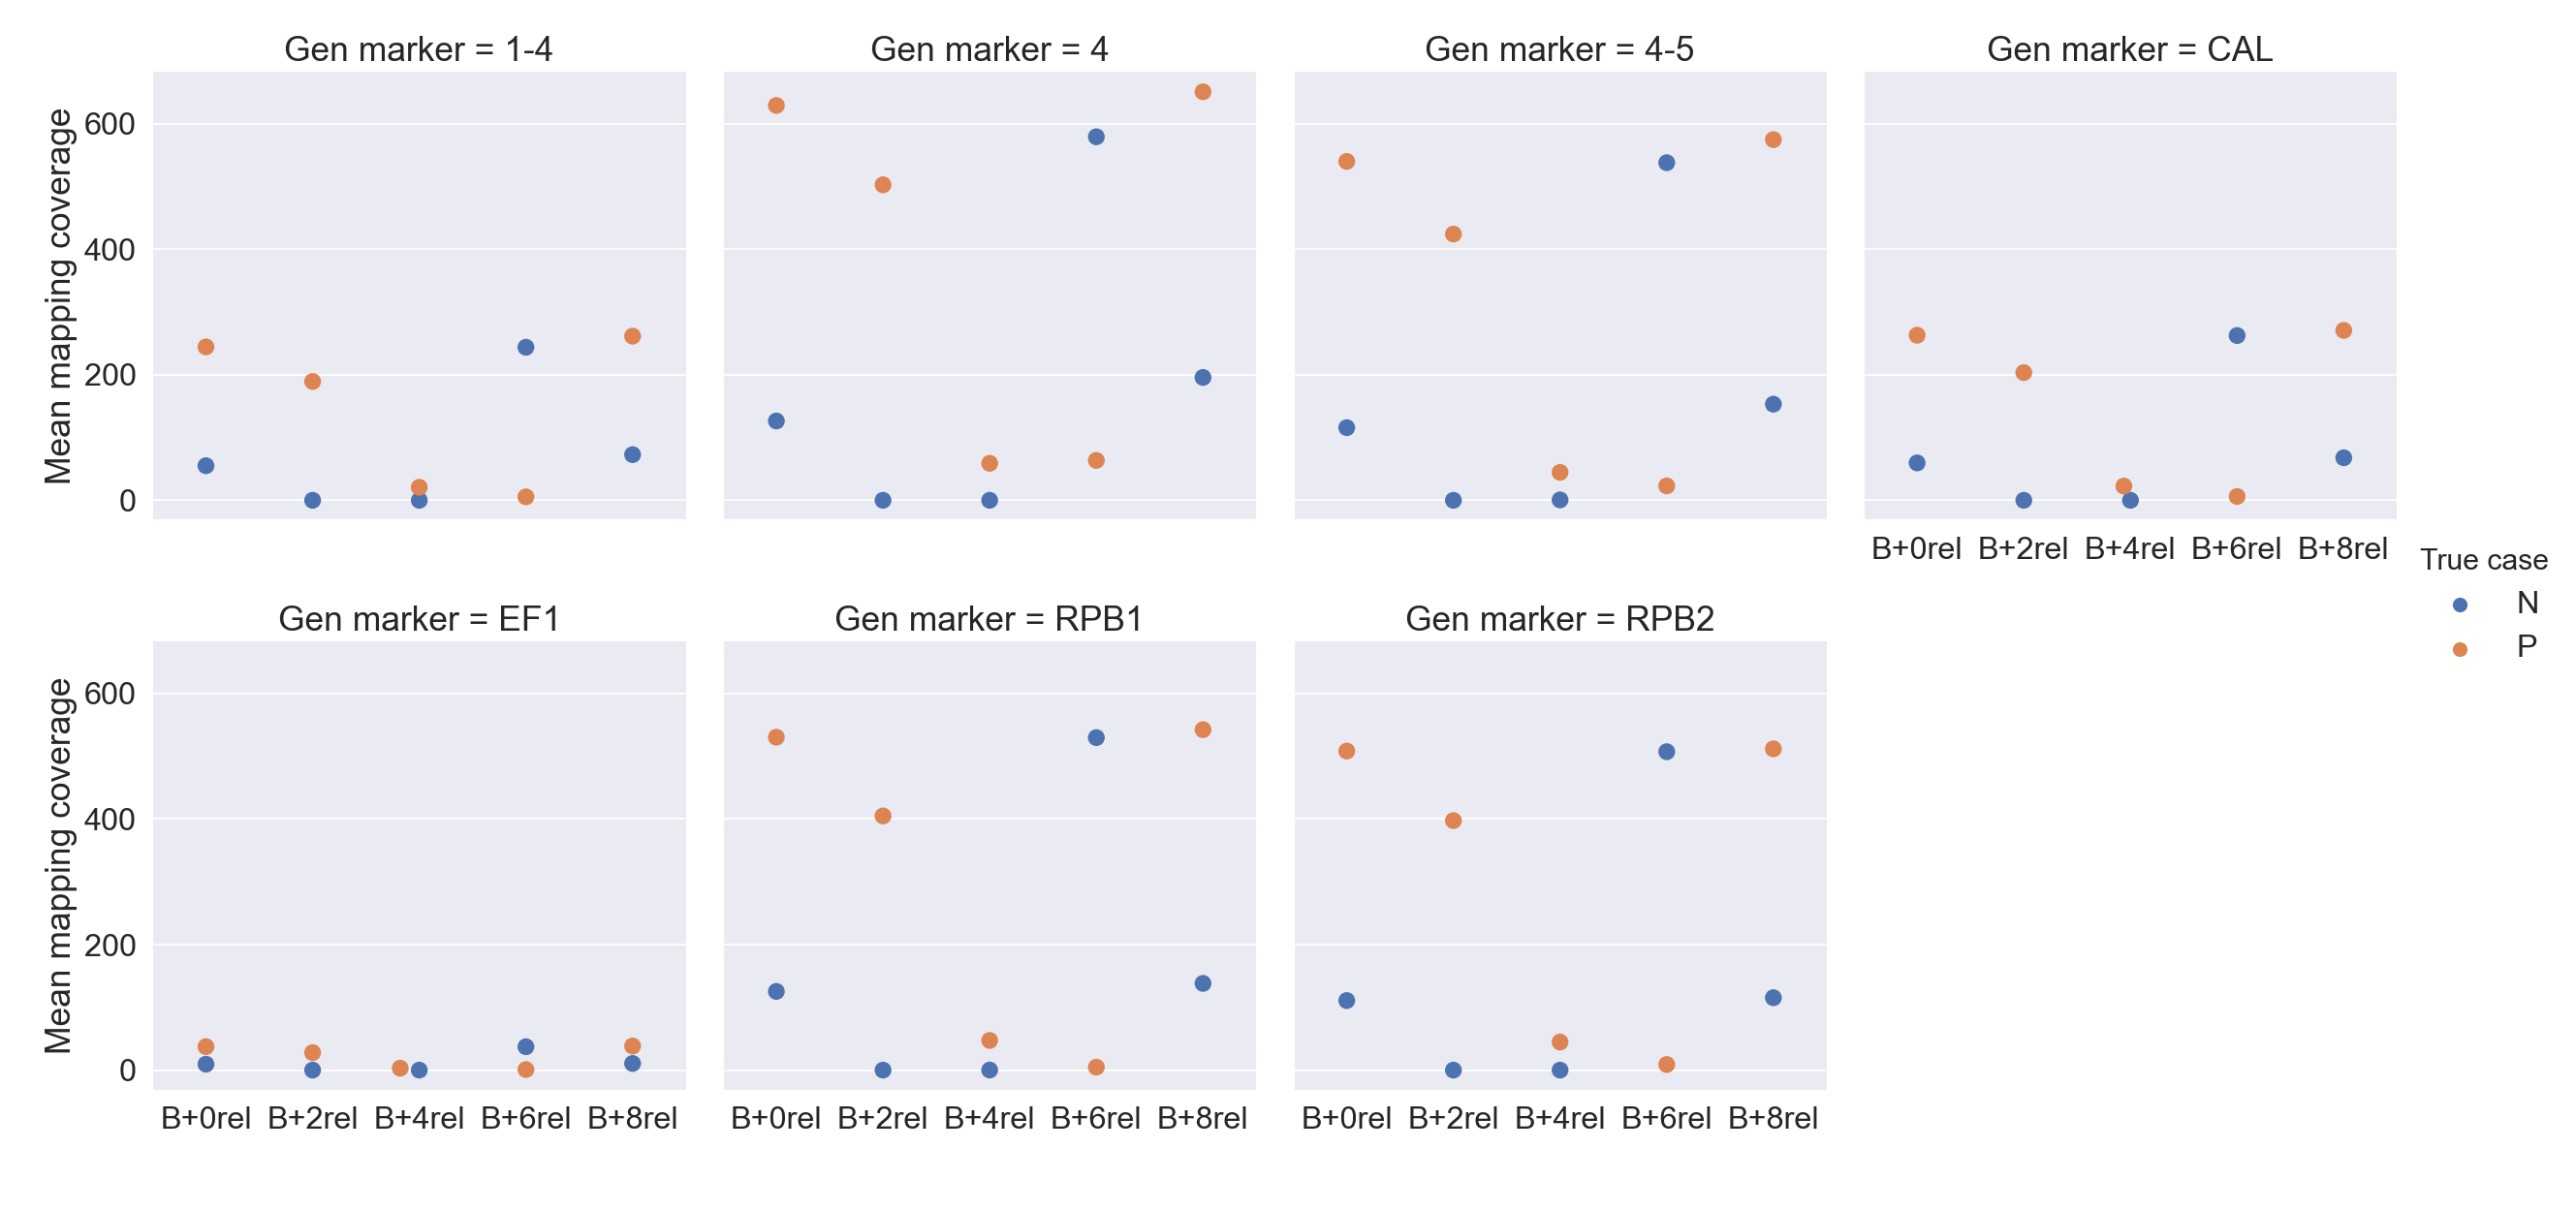 Gen marker = 1-4
Gen marker = 4
Gen marker = 4-5
Gen marker = CAL
Mean mapping coverage
600
400
200
0
B+0rel B+2rel B+4rel B+6rel B+8rel
True case
N
P
Gen marker = EF1
Gen marker = RPB1
Gen marker = RPB2
Mean mapping coverage
600
400
200
0
B+0rel B+2rel B+4rel B+6rel B+8rel
B+0rel B+2rel B+4rel B+6rel B+8rel
B+0rel B+2rel B+4rel B+6rel B+8rel